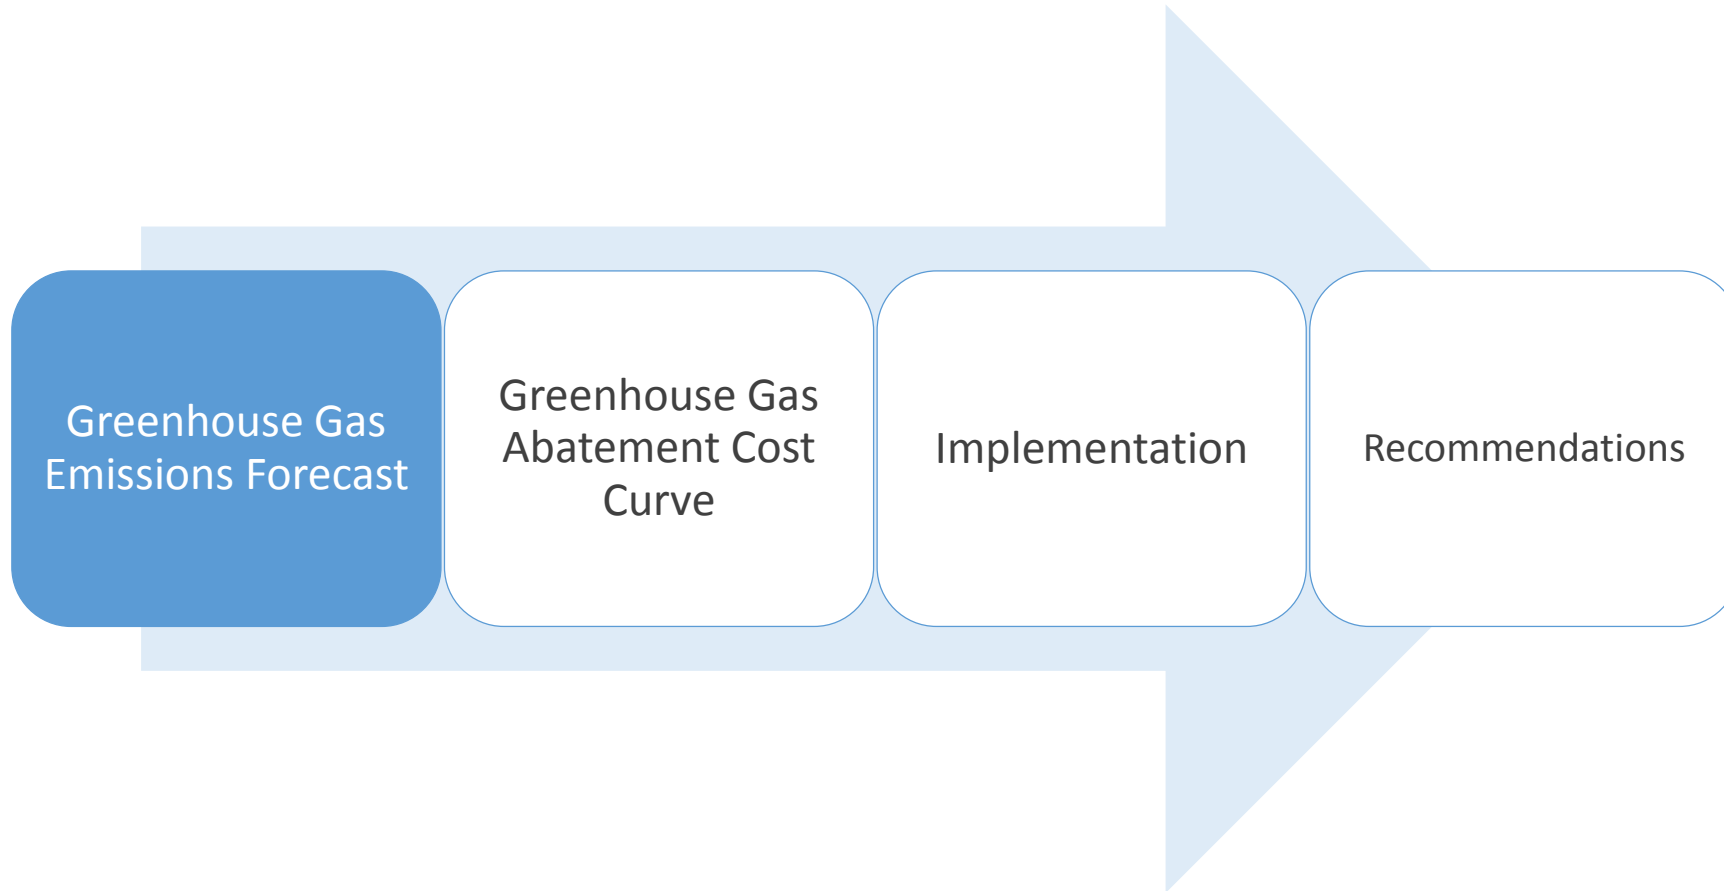 Greenhouse Gas
Emissions Forecast
Greenhouse Gas
Abatement Cost
Curve
Implementation
Recommendations